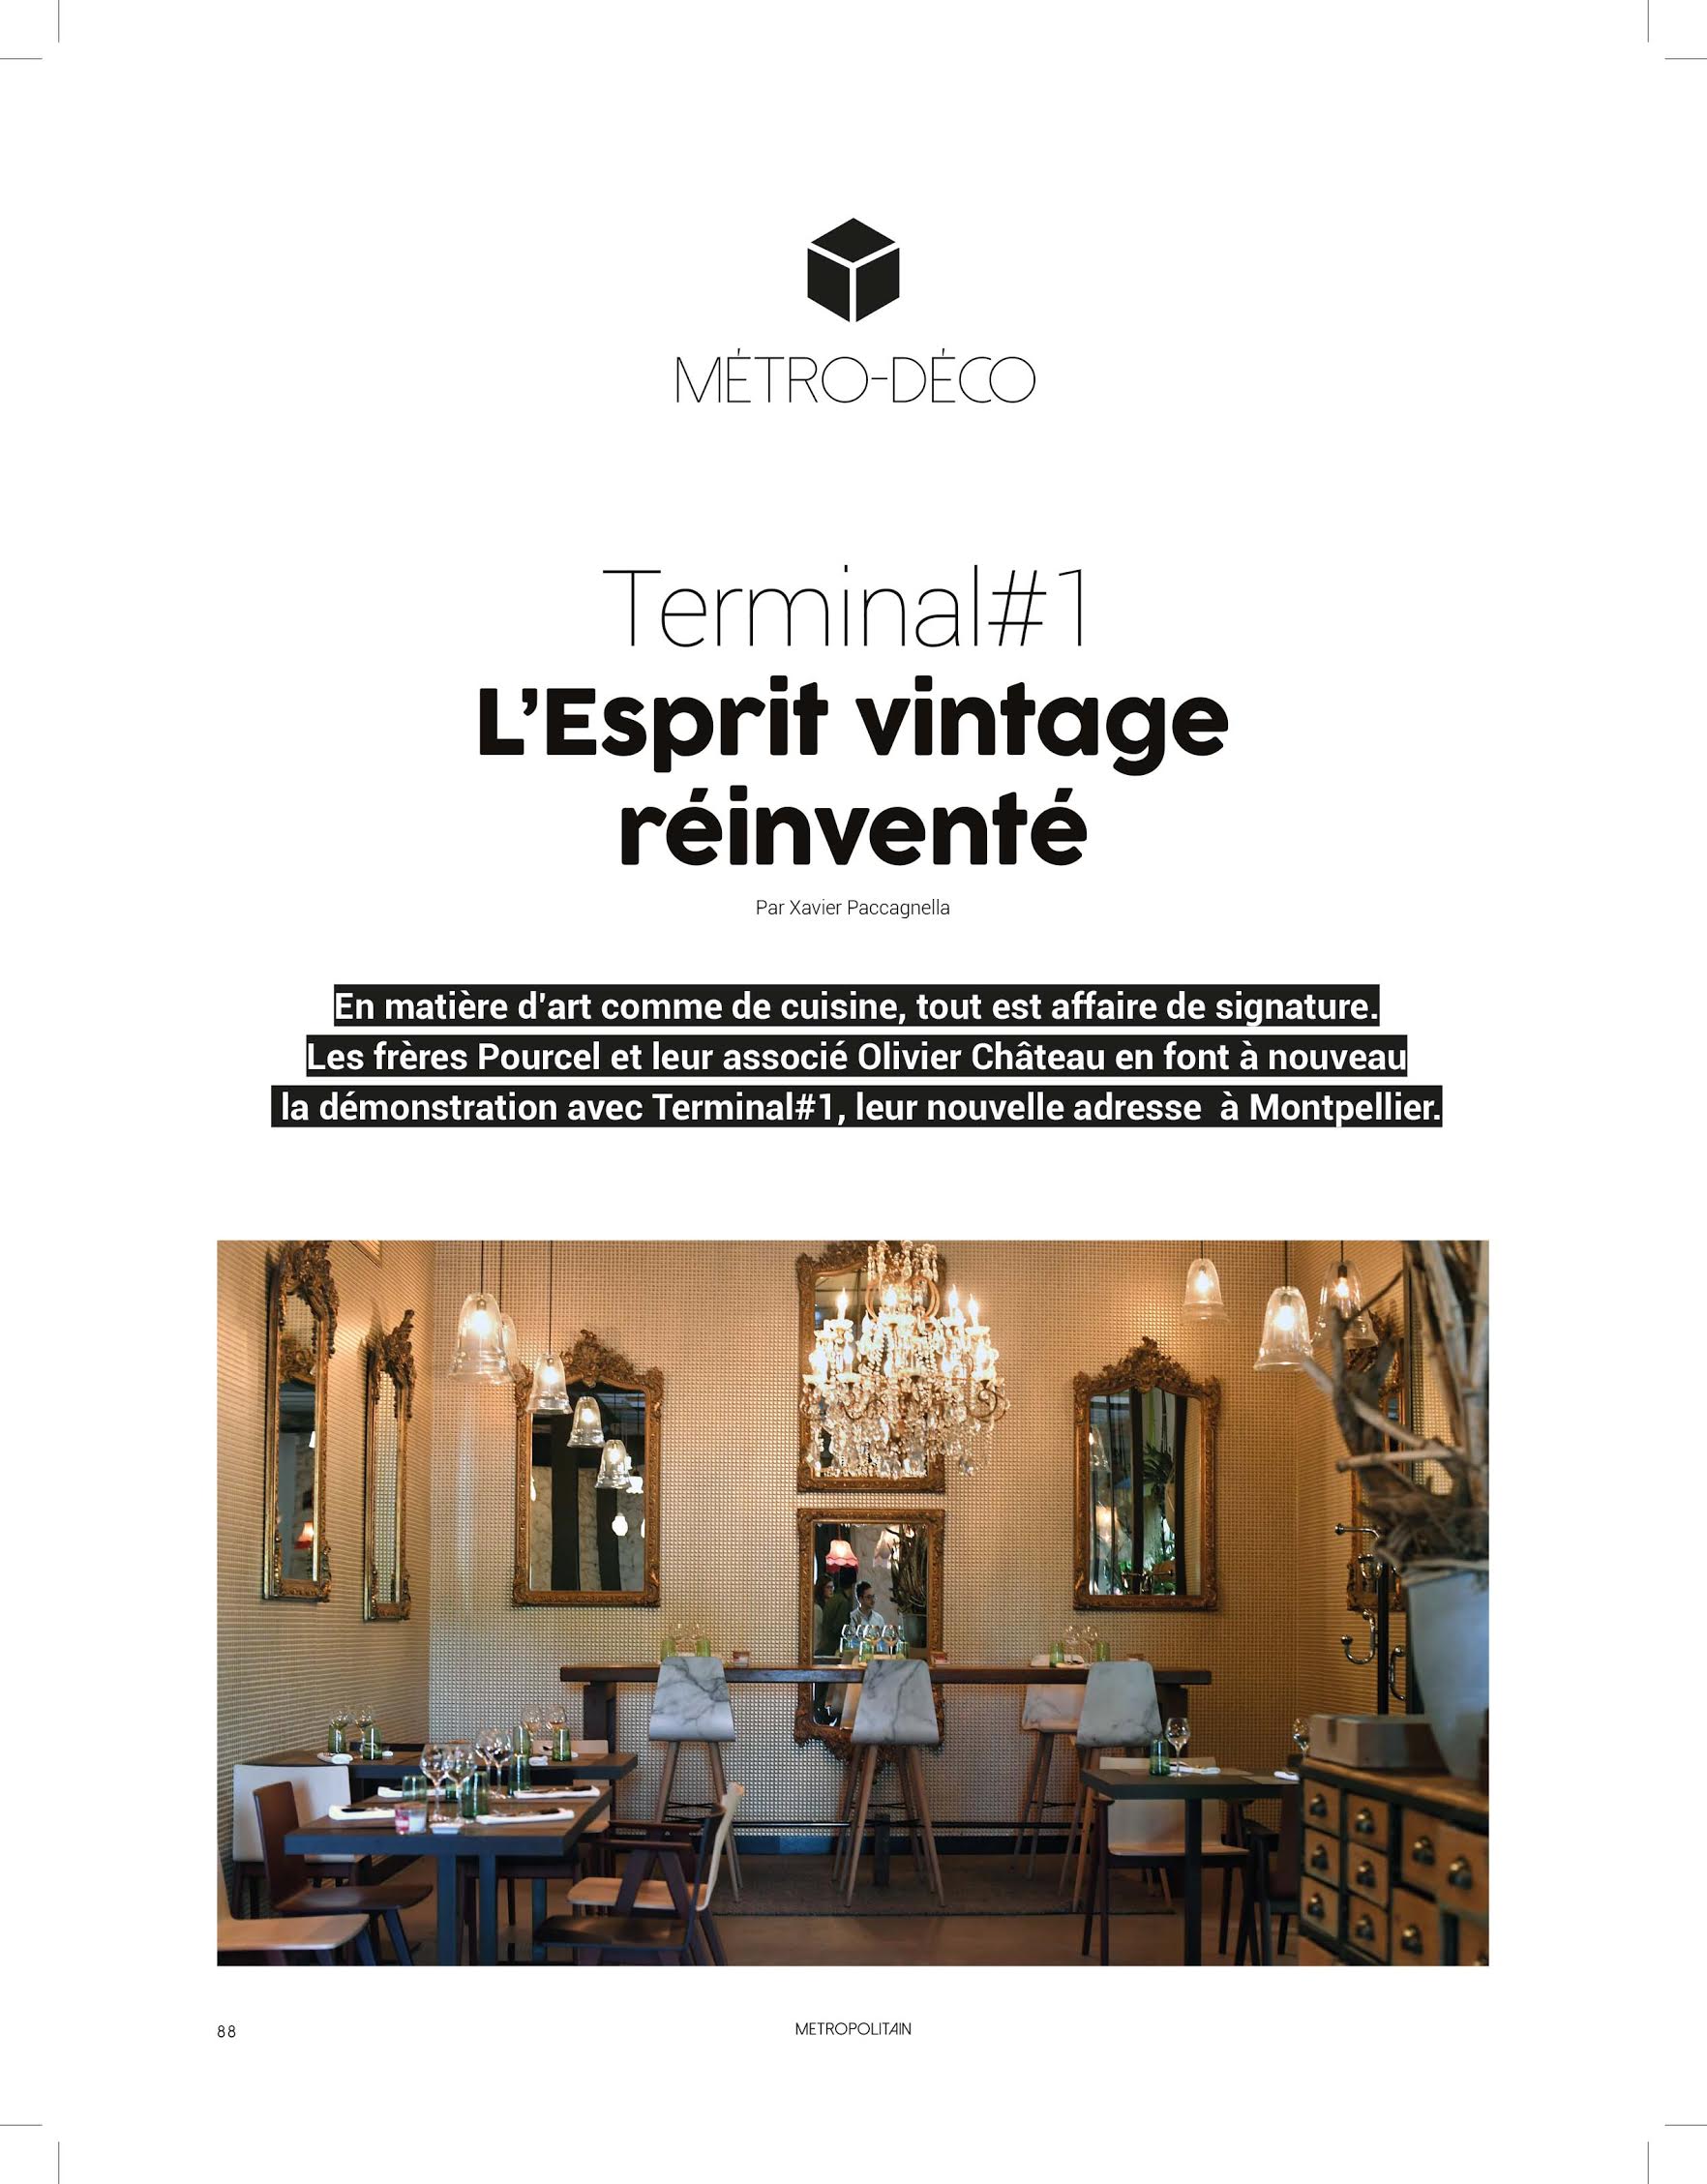 MÉTRO-DÉCO
Terminal#1
L'Esprit vintage
réinventé
Par Xavier Paccagnella
En matière d'art comme de cuisine, tout est affaire de signature.
Les frères Pourcel et leur associé Olivier Château en font à nouveau
la démonstration avec Terminal#1, leur nouvelle adresse  à Montpellier.
88
METROPOLITAIN